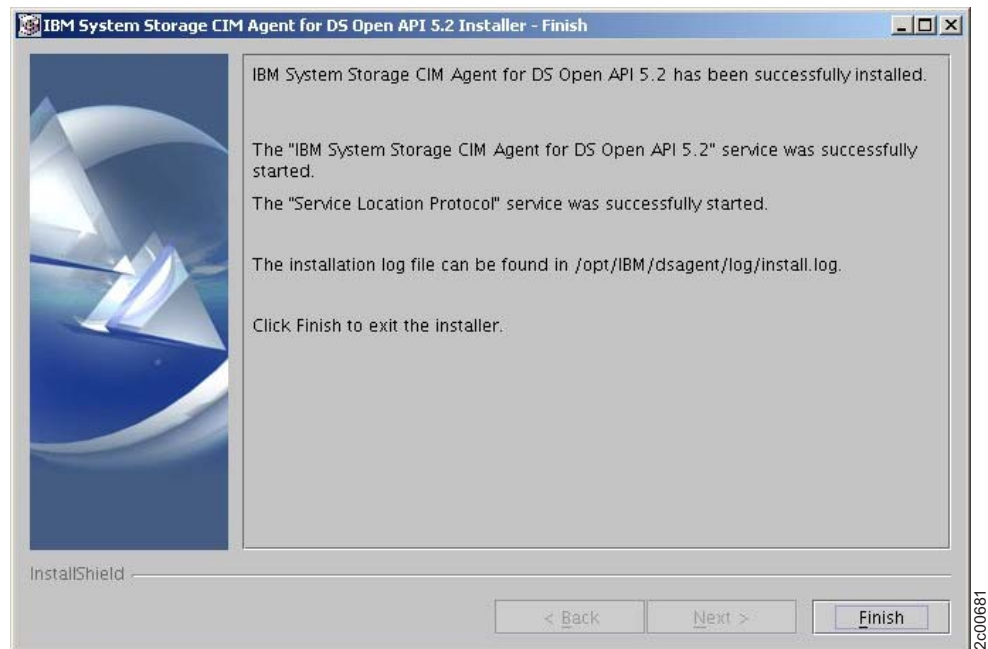 IBM System Storage CIM Agent for DS Open API 5.2 Installer - Finish
IBM System Storage CIM Agent for DS Open API 5.2 has been successfully installed.
The "IBM System Storage CIM Agent for DS Open API 5.2" service was successfully
started.
The "Service Location Protocol" service was successfully started.
The installation log file can be found in /opt/IBM/dsagent/log/install.log.
Click Finish to exit the installer.
InstallShield
< Back
Next >
Finish
2c00681